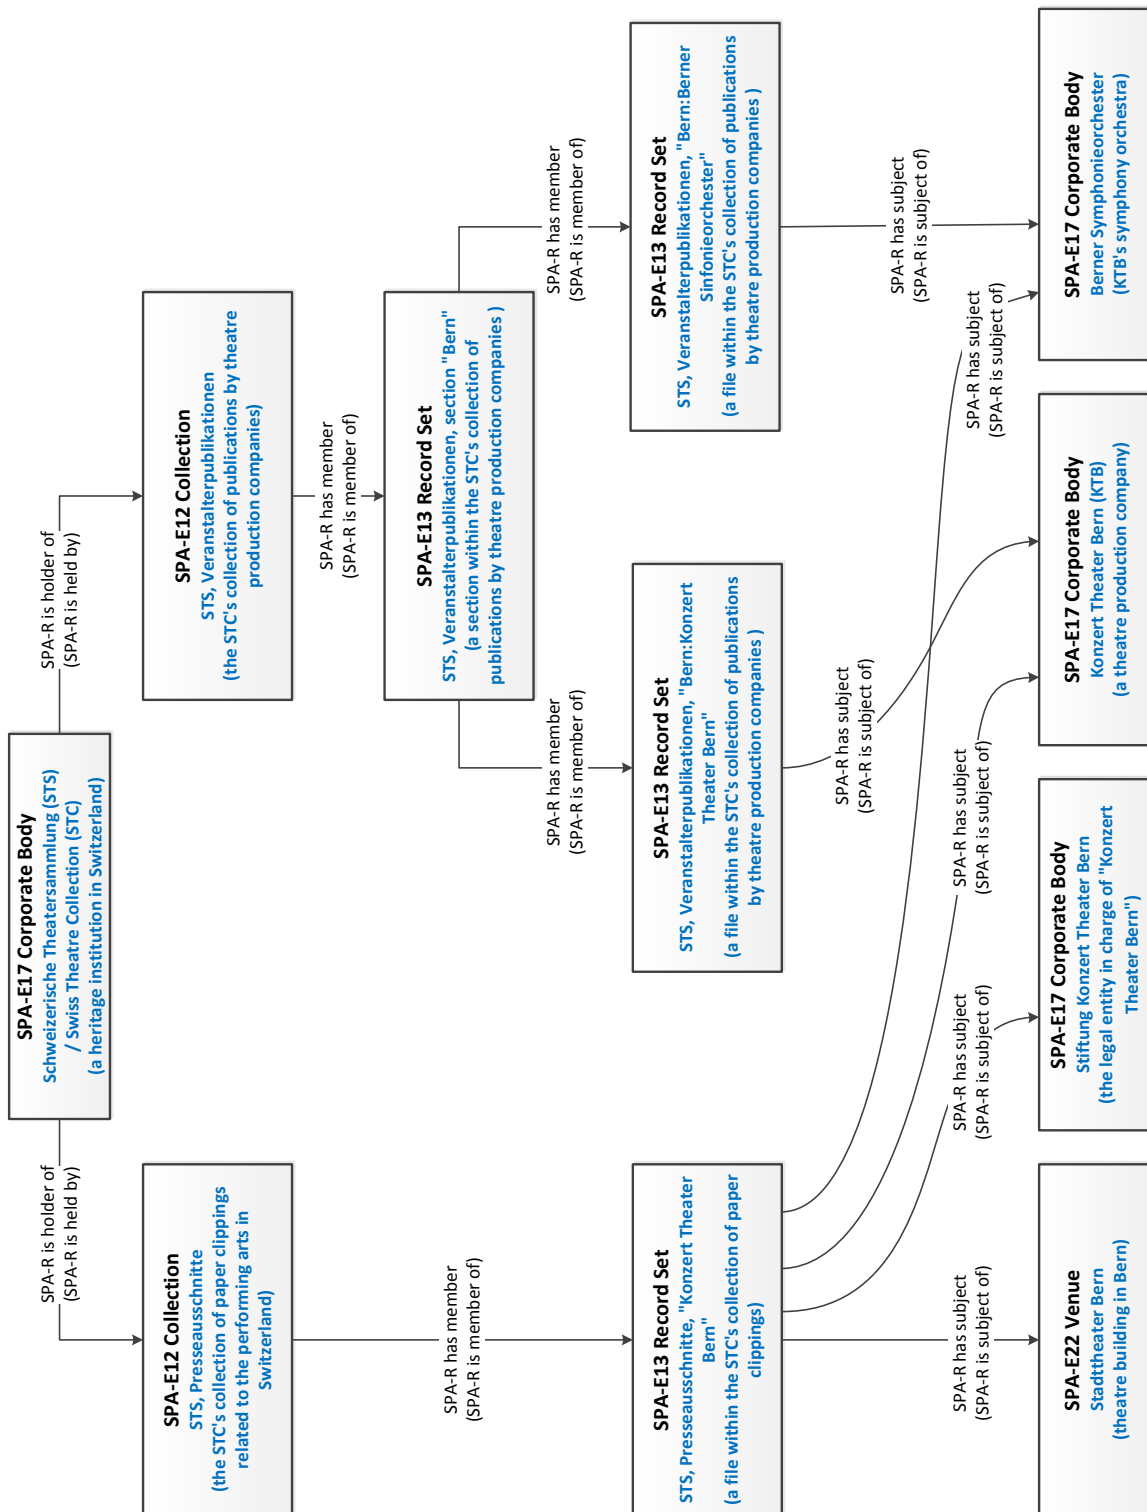 SPA-E17 Corporate Body
Schweizerische Theatersammlung (STS)
/ Swiss Theatre Collection (STC)
(a heritage institution in Switzerland)
SPA-R is holder of
(SPA-R is held by)
SPA-R is holder of
(SPA-R is held by)
SPA-E12 Collection
STS, Presseausschnitte
(the STC's collection of paper clippings
related to the performing arts in
Switzerland)
SPA-E12 Collection
STS, Veranstalterpublikationen
(the STC's collection of publications by theatre
production companies)
SPA-R has member
(SPA-R is member of)
SPA-E13 Record Set
STS, Veranstalterpublikationen, section "Bern"
(a section within the STC's collection of
publications by theatre production companies )
SPA-R has member
(SPA-R is member of)
SPA-R has member
(SPA-R is member of)
SPA-R has member
(SPA-R is member of)
SPA-E13 Record Set
STS, Presseausschnitte, "Konzert Theater
Bern"
(a file within the STC's collection of paper
clippings)
SPA-E13 Record Set
STS, Veranstalterpublikationen, "Bern:Konzert
Theater Bern"
(a file within the STC's collection of publications
by theatre production companies )
SPA-E13 Record Set
STS, Veranstalterpublikationen, "Bern:Berner
Sinfonieorchester"
(a file within the STC's collection of publications
by theatre production companies )
SPA-R has subject
(SPA-R is subject of)
SPA-R has subject
(SPA-R is subject of)
SPA-R has subject
(SPA-R is subject of)
SPA-R has subject
(SPA-R is subject of)
SPA-R has subject
(SPA-R is subject of)
SPA-R has subject
(SPA-R is subject of)
SPA-E22 Venue
Stadttheater Bern
(theatre building in Bern)
SPA-E17 Corporate Body
Stiftung Konzert Theater Bern
(the legal entity in charge of "Konzert
Theater Bern")
SPA-E17 Corporate Body
Konzert Theater Bern (KTB)
(a theatre production company)
SPA-E17 Corporate Body
Berner Symphonieorchester
(KTB's symphony orchestra)